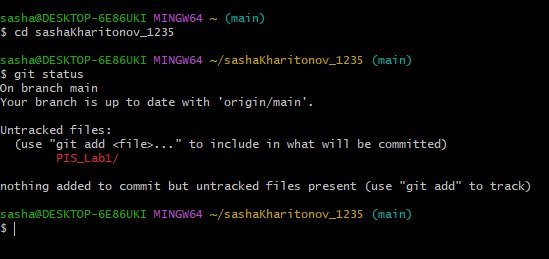 sasha@DESKTOP-6E86UKI MINGW64 ~ (main)
$ cd sashaKharitonov_1235
sasha@DESKTOP-6E86UKI MINGW64 ~/sashaKharitonov_1235 (main)
$ git status
On branch main
Your branch is up to date with 'origin/main'.
Untracked files:
  (use "git add <file>..." to include in what will be committed)
        PIS_Lab1/
nothing added to commit but untracked files present (use "git add" to track)
sasha@DESKTOP-6E86UKI MINGW64 ~/sashaKharitonov_1235 (main)
$